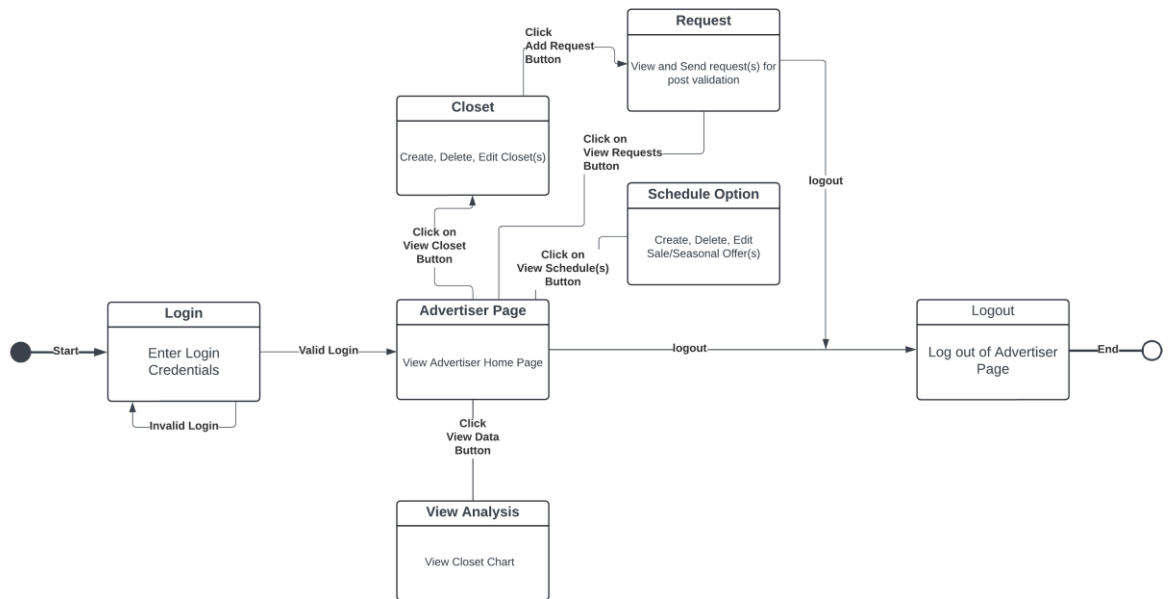 Request
View and Send request(s) for
post validation
Click
Add Request
Button
Closet
Create, Delete, Edit Closet(s)
Click on
View Requests
Button
logout
Schedule Option
Create, Delete, Edit
Sale/Seasonal Offer(s)
Click on
View Closet
Button
Click on
View Schedule(s)
Button
Login
Enter Login
Credentials
Start
Valid Login
Invalid Login
Advertiser Page
View Advertiser Home Page
logout
Logout
Log out of Advertiser
Page
End
Click
View Data
Button
View Analysis
View Closet Chart